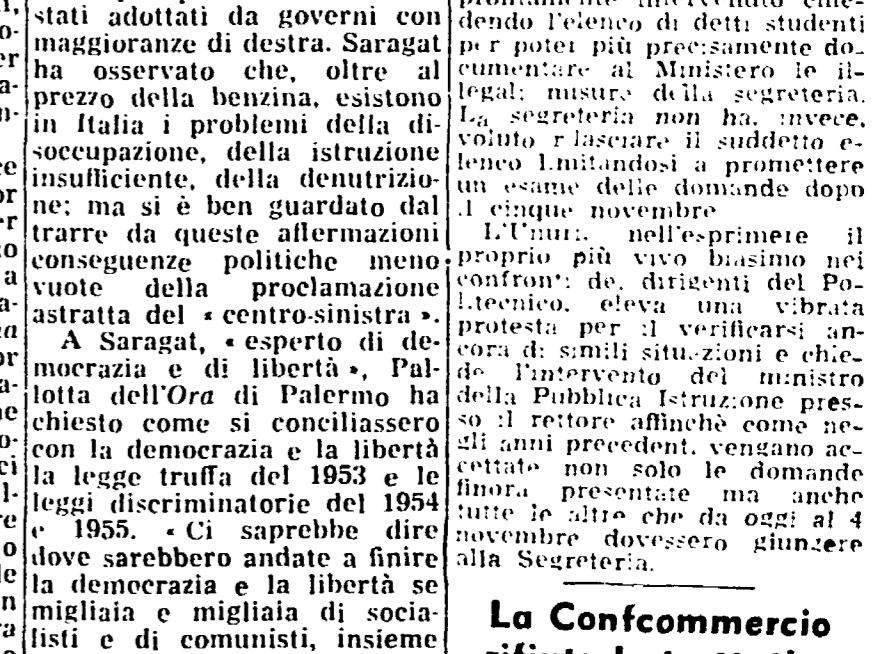 stati adottati da governi con
maggioranze di destra. Saragat
ha osservato che, oltre al
prezzo della benzina, esistono
in Italia i problemi della di-
soccupazione, della istruzione
insufficiente, della denutrizio-
ne; ma si è ben guardato dal
trarre da queste affermazioni
conseguenze politiche meno
vuote della proclamazione
astratta del « centro-sinistra ».
A Saragat, « esperto di de-
mocrazia e di libertà », Pal-
lotta dell'Ora di Palermo ha
chiesto come si conciliassero
con la democrazia e la libertà
la legge truffa del 1953 e le
leggi discriminatorie del 1954
e 1955. « Ci saprebbe dire
dove sarebbero andate a finire
la democrazia e la libertà se
migliaia e migliaia di socia-
listi e di comunisti, insieme
prontamente intervenuto chie-
dendo l'elenco di detti studenti
per poter più precisamente do-
cumentare al Ministero le il-
legali misure della segreteria.
La segreteria non ha, invece,
voluto rilasciare il suddetto e-
lenco limitandosi a promettere
un esame delle domande dopo
il cinque novembre
L'Unuri, nell'esprimere il
proprio più vivo biasimo nei
confronti dei dirigenti del Po-
litecnico, eleva una vibrata
protesta per il verificarsi an-
cora di simili situazioni e chie-
de l'intervento del ministro
della Pubblica Istruzione pres-
so il rettore affinchè come ne-
gli anni precedenti vengano ac-
cettate non solo le domande
finora presentate ma anche
tutte le altre che da oggi al 4
novembre dovessero giungere
alla Segreteria.
La Confcommercio